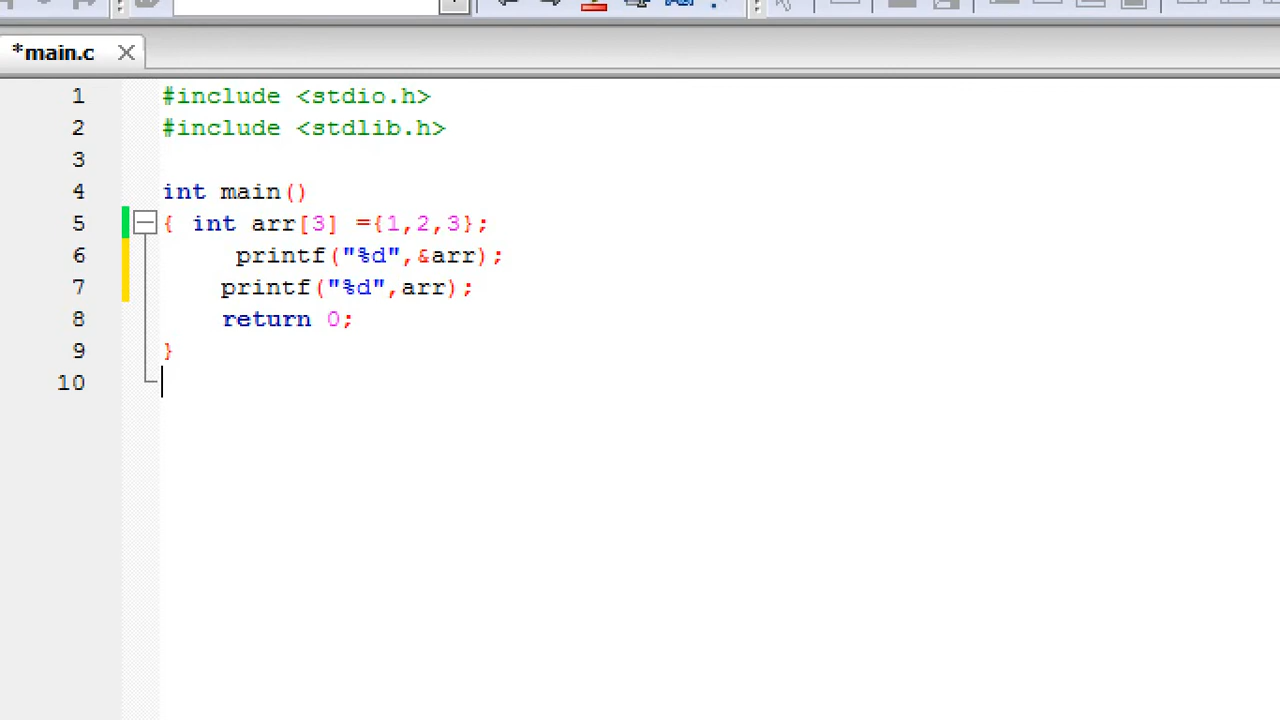 *main.c
1 #include <stdio.h>
2 #include <stdlib.h>
3
4 int main()
5 { int arr[3] ={1,2,3};
6 printf("%d",&arr);
7 printf("%d",arr);
8 return 0;
9 }
10